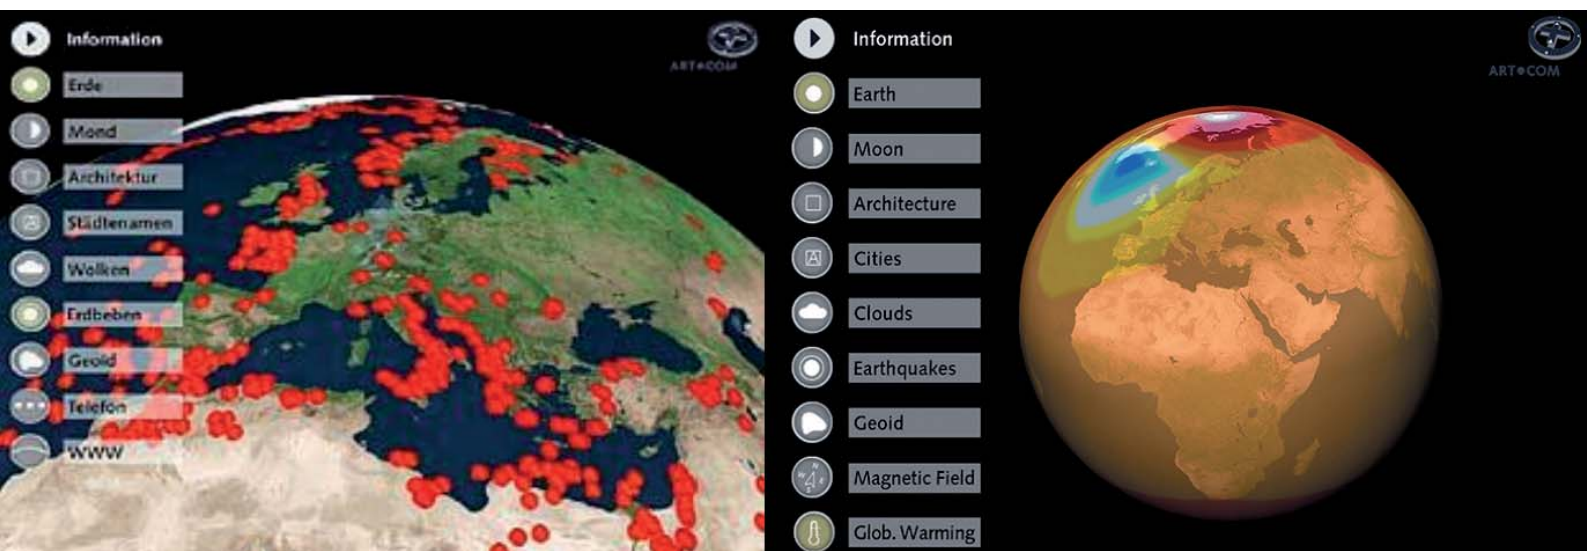 Information
ART+COM
Erde
Mond
Architektur
Städtenamen
Wolken
Erdbeben
Geoid
Telefon
WWW
Information
ART+COM
Earth
Moon
Architecture
Cities
Clouds
Earthquakes
Geoid
Magnetic Field
Glob. Warming